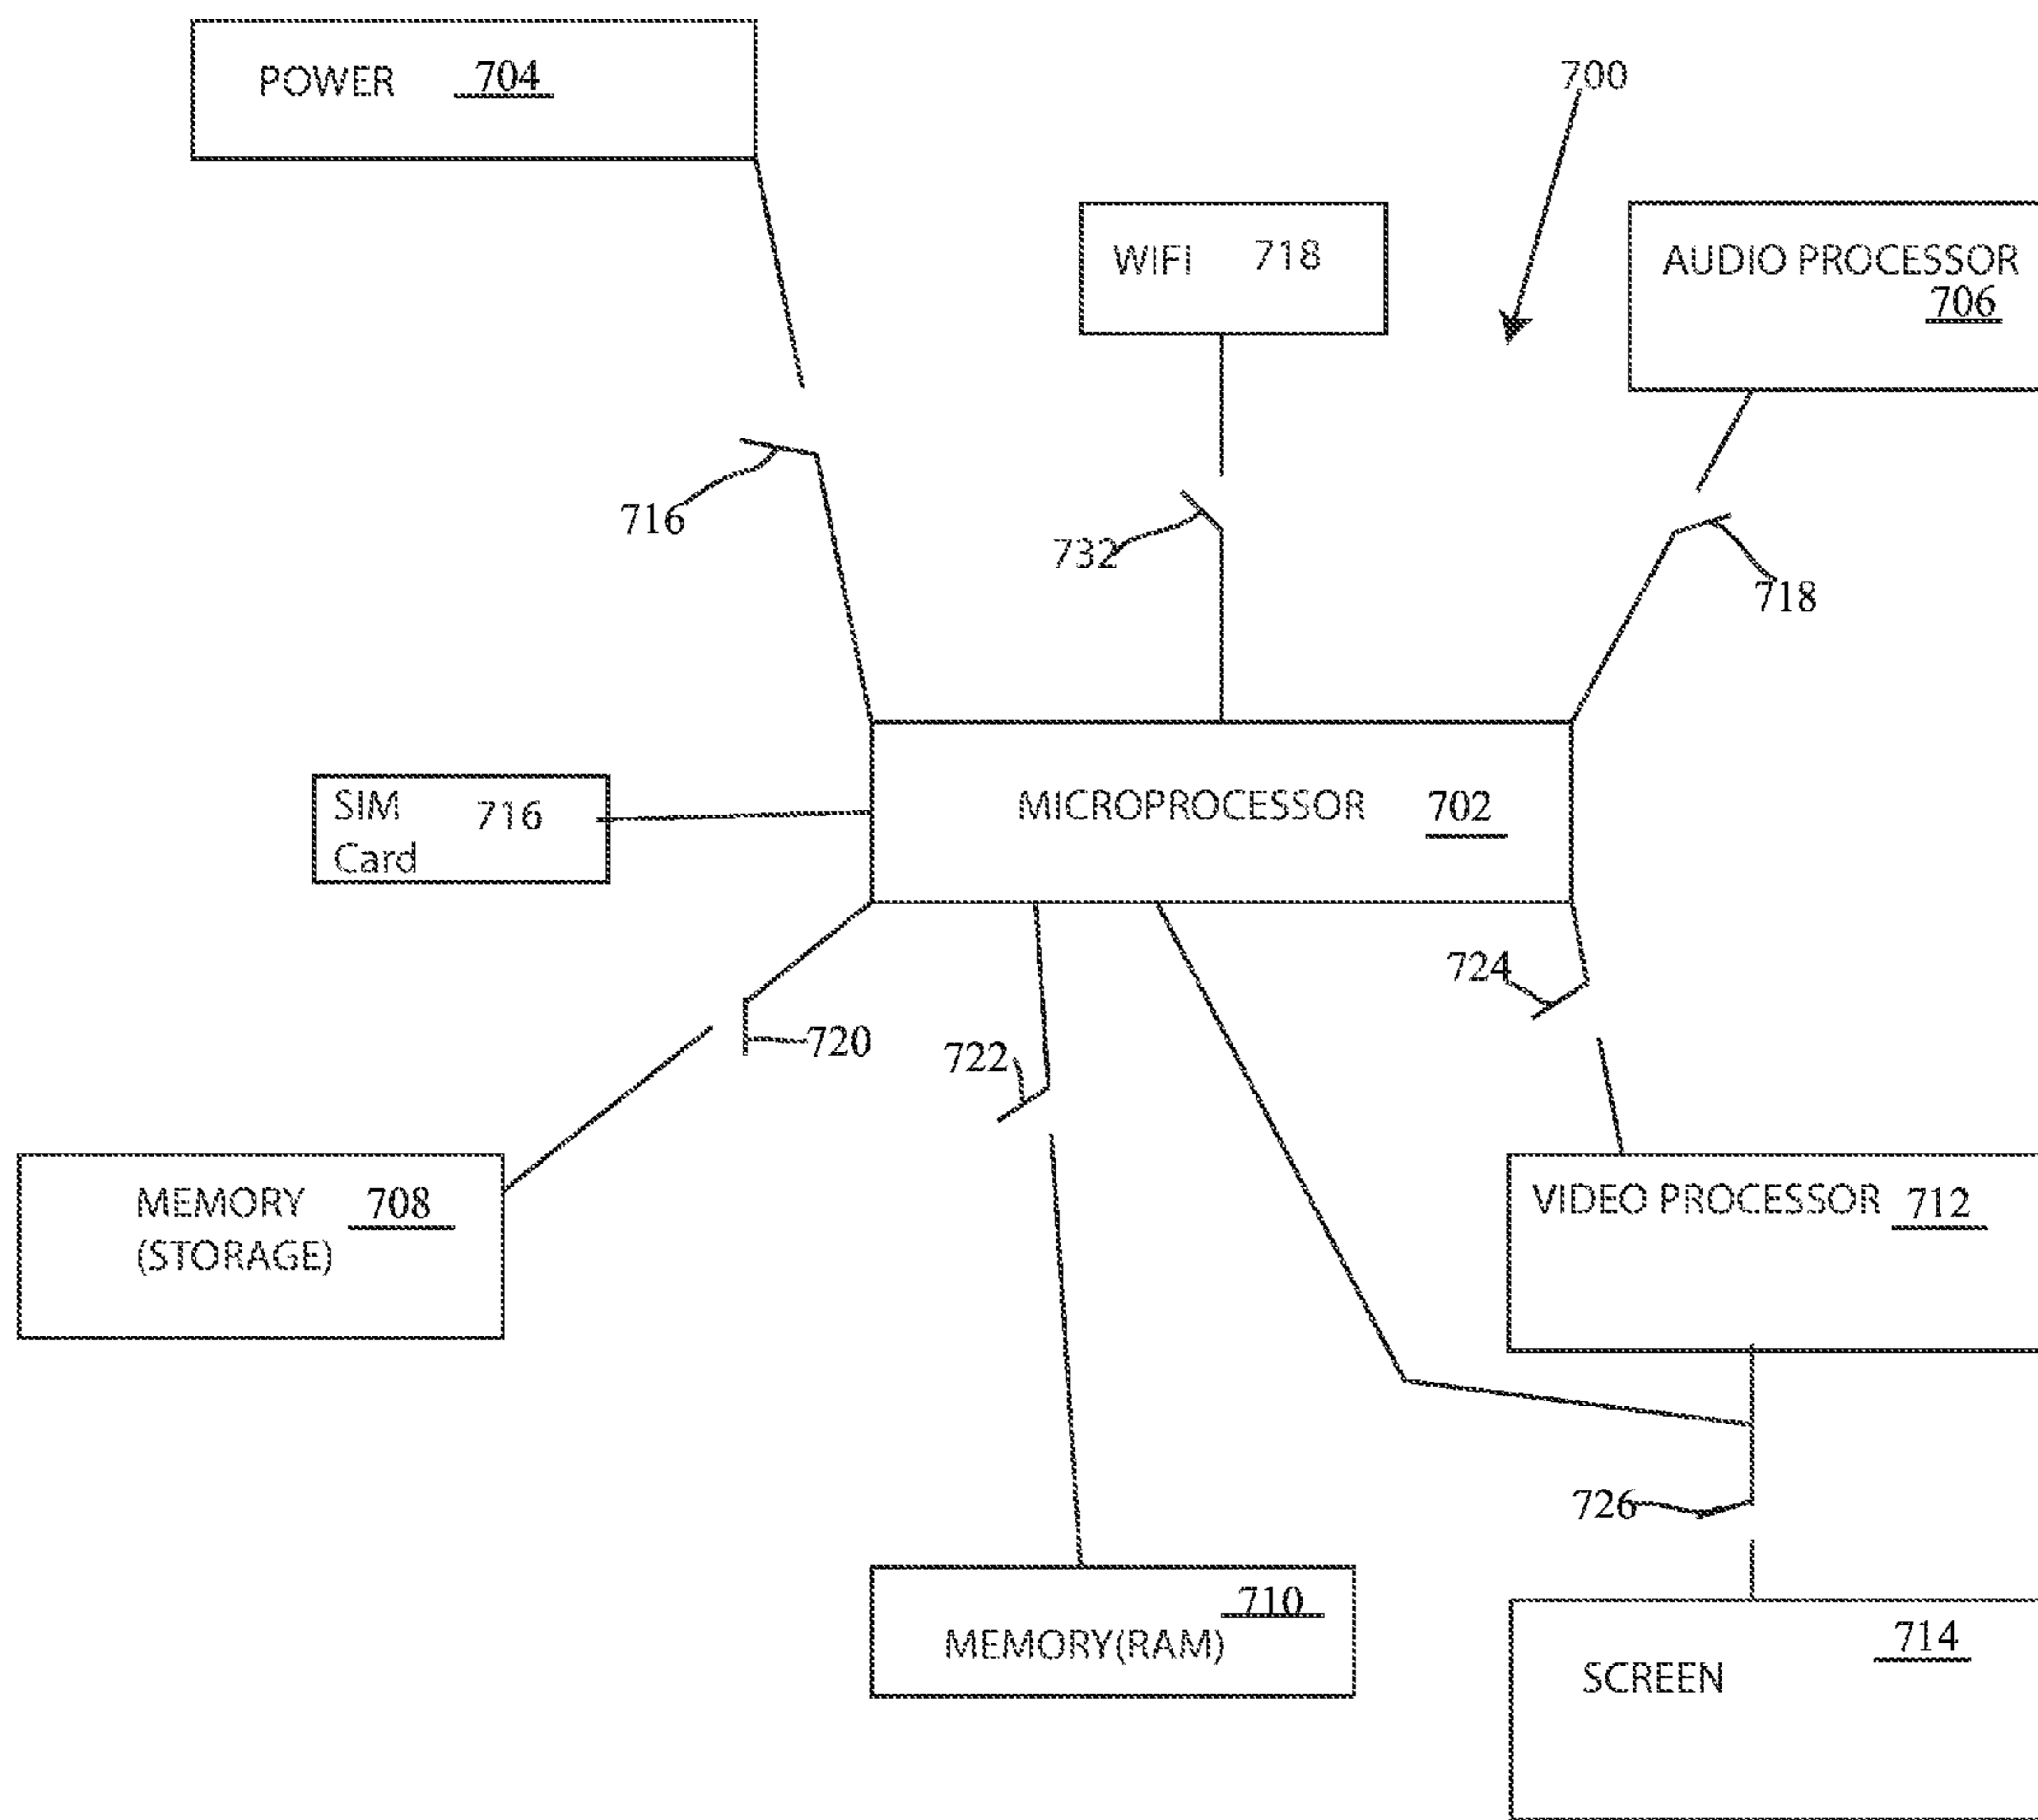 POWER 704
700
WIFI 718
AUDIO PROCESSOR
706
716
732
718
SIM 716
Card
MICROPROCESSOR 702
724
720
722
MEMORY 708
(STORAGE)
VIDEO PROCESSOR 712
726
710
MEMORY(RAM)
714
SCREEN